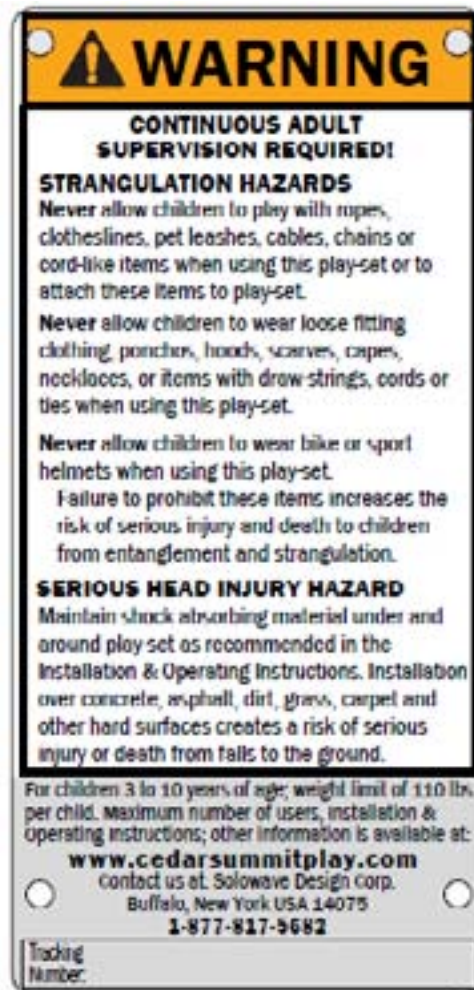 WARNING
CONTINUOUS ADULT
SUPERVISION REQUIRED!
STRANGULATION HAZARDS
Never allow children to play with ropes,
clotheslines, pet leashes, cables, chains or
cord-like items when using this play-set or to
attach these items to play-set.
Never allow children to wear loose fitting
clothing, ponchos, hoods, scarves, capes,
necklaces, or items with draw-strings, cords or
ties when using this play-set.
Never allow children to wear bike or sport
helmets when using this play-set.
Failure to prohibit these items increases the
risk of serious injury and death to children
from entanglement and strangulation.
SERIOUS HEAD INJURY HAZARD
Maintain shock absorbing material under and
around play-set as recommended in the
Installation & Operating Instructions. Installation
over concrete, asphalt, dirt, grass, carpet and
other hard surfaces creates a risk of serious
injury or death from falls to the ground.
For children 3 to 10 years of age; weight limit of 110 lbs.
per child. Maximum number of users, installation &
operating instructions; other information is available at:
www.cedarsummitplay.com
Contact us at: Solowave Design Corp.
Buffalo, New York USA 14075
1-877-817-5682
Tracking
Number: